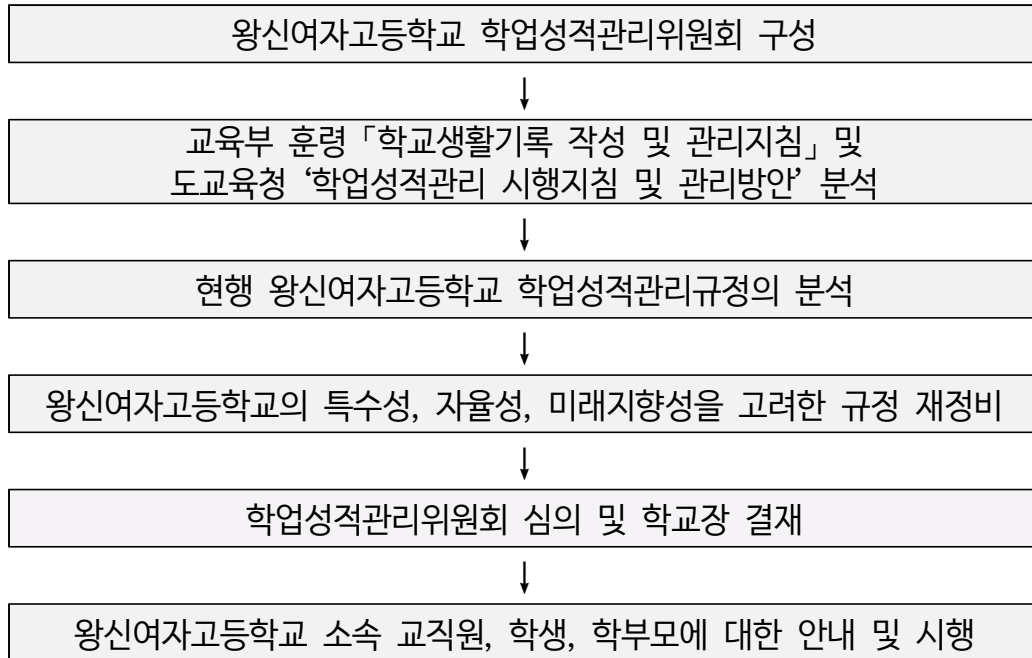 왕신여자고등학교 학업성적관리위원회 구성
↓
교육부 훈령「학교생활기록 작성 및 관리지침」및
도교육청 ‘학업성적관리 시행지침 및 관리방안’ 분석
↓
현행 왕신여자고등학교 학업성적관리규정의 분석
↓
왕신여자고등학교의 특수성, 자율성, 미래지향성을 고려한 규정 재정비
↓
학업성적관리위원회 심의 및 학교장 결재
↓
왕신여자고등학교 소속 교직원, 학생, 학부모에 대한 안내 및 시행